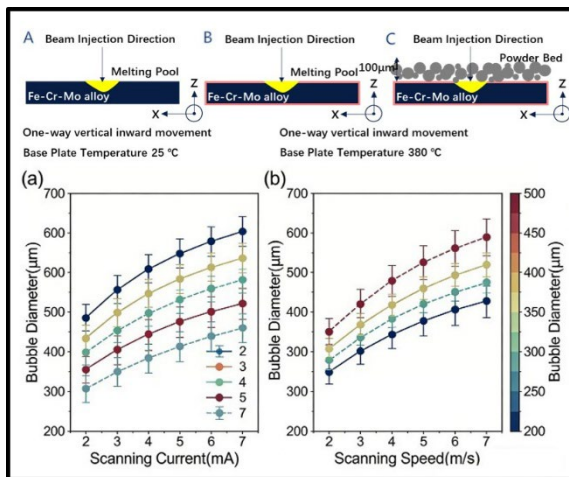 A
Beam Injection Direction
Melting Pool
Fe-Cr-Mo alloy
Z
X
B
Beam Injection Direction
Melting Pool
Fe-Cr-Mo alloy
Z
X
C
Beam Injection Direction
100μm
Powder Bed
Fe-Cr-Mo alloy
Z
X
One-way vertical inward movement
Base Plate Temperature 25 °C
One-way vertical inward movement
Base Plate Temperature 380 °C
(a)
Bubble Diameter(μm)
700
600
500
400
300
200
2 3 4 5 6 7
Scanning Current(mA)
2
3
4
5
7
(b)
Bubble Diameter(μm)
700
600
500
400
300
200
2 3 4 5 6 7
Scanning Speed(m/s)
500
450
400
350
300
250
200